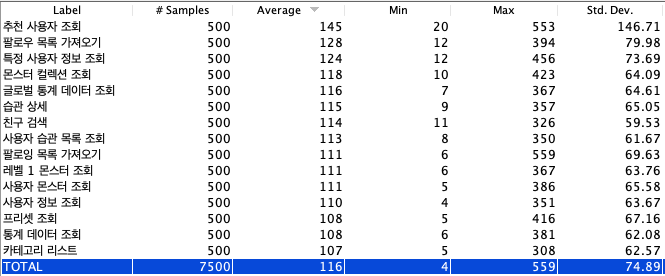 Label # Samples Average Min Max Std. Dev.
추천 사용자 조회 500 145 20 553 146.71
팔로우 목록 가져오기 500 128 12 394 79.98
특정 사용자 정보 조회 500 124 12 456 73.69
몬스터 컬렉션 조회 500 118 10 423 64.09
글로벌 통계 데이터 조회 500 116 7 367 64.61
습관 상세 500 115 9 357 65.05
친구 검색 500 114 11 326 59.53
사용자 습관 목록 조회 500 113 8 350 61.67
팔로잉 목록 가져오기 500 111 6 559 69.63
레벨 1 몬스터 조회 500 111 6 367 63.76
사용자 몬스터 조회 500 111 5 386 65.58
사용자 정보 조회 500 110 4 351 63.67
프리셋 조회 500 108 5 416 67.16
통계 데이터 조회 500 108 6 381 62.08
카테고리 리스트 500 107 5 308 62.57
TOTAL 7500 116 4 559 74.89